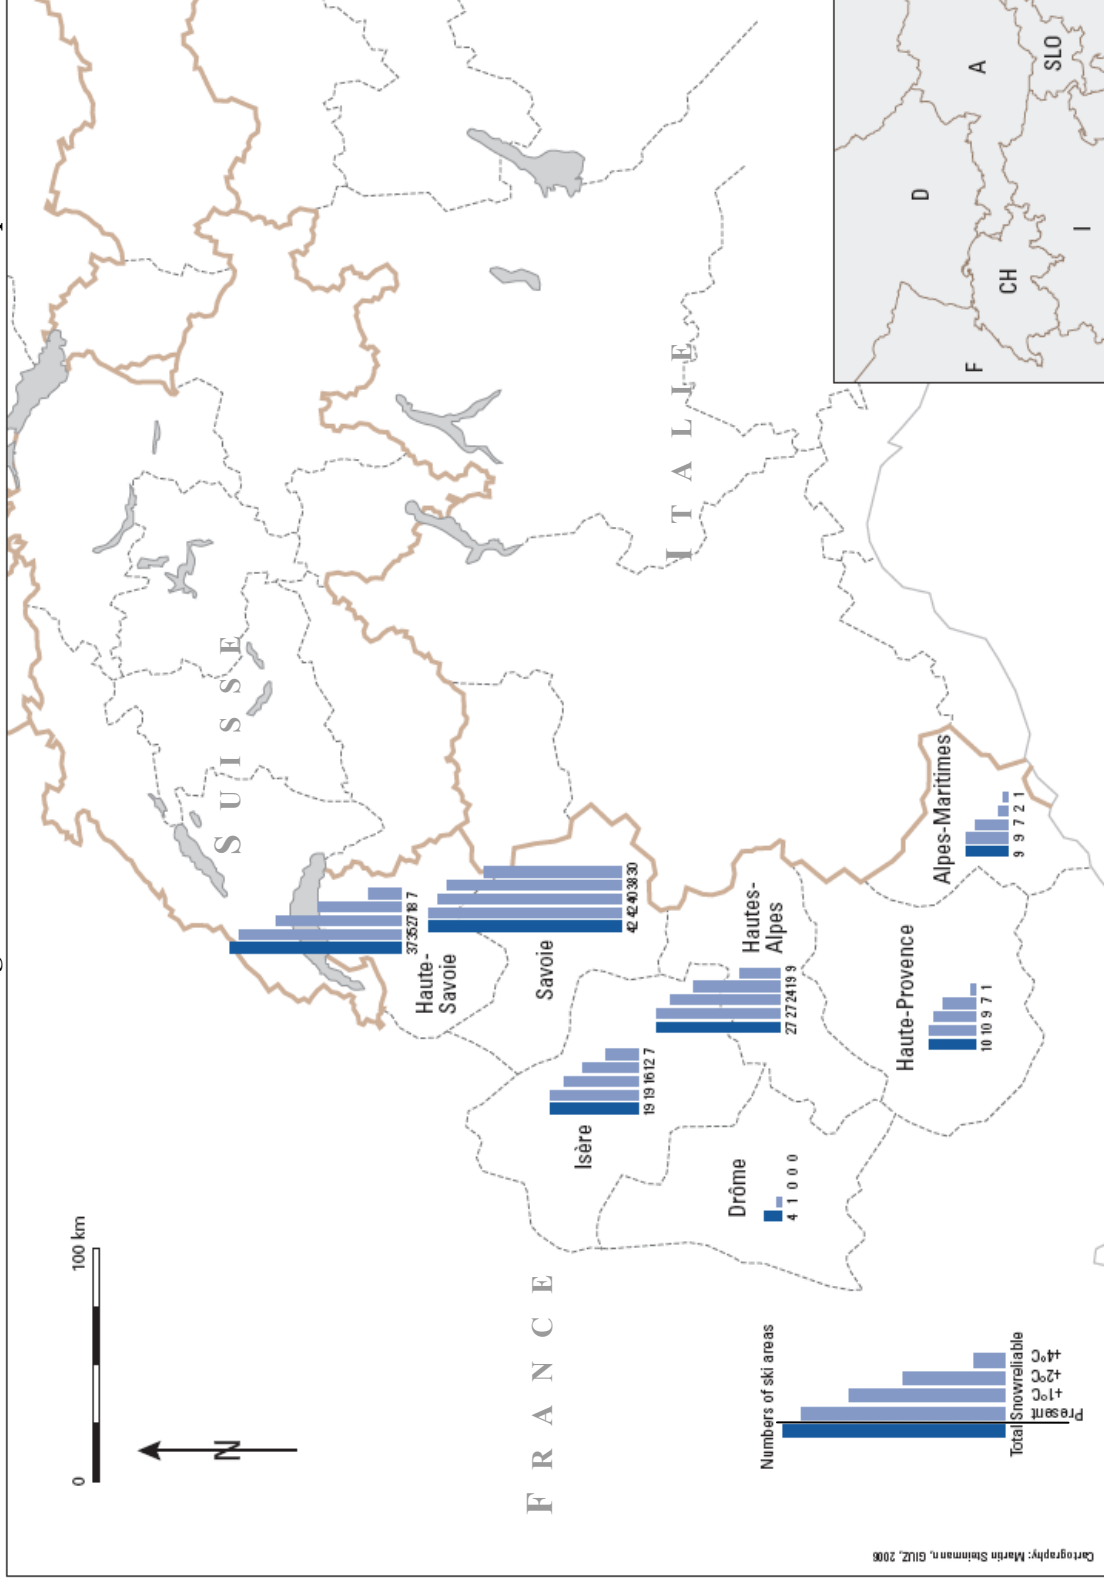 0
100 km
N
SUISSE
FRANCE
ITALIE
Haute-
Savoie
37 35 27 18 7
Savoie
42 42 40 38 30
Isère
19 19 16 12 7
Hautes-
Alpes
27 27 24 19 9
Drôme
4 1 0 0 0
Haute-Provence
10 10 9 7 1
Alpes-Maritimes
9 9 7 2 1
Numbers of ski areas
Total Snowreliable
Present
+1°C
+2°C
+4°C
F
D
CH
A
SLO
I
Cartography: Martin Steinmann, GIUZ, 2006